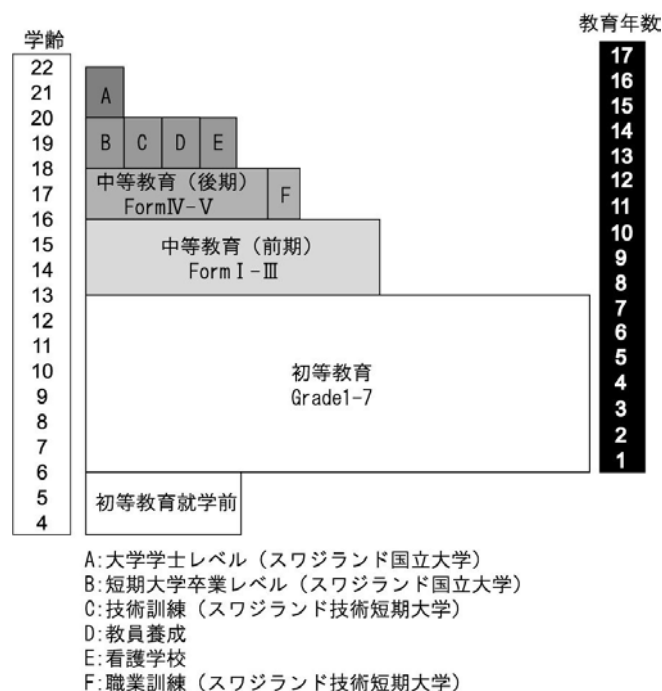 学齢
教育年数
22
21
20
19
18
17
16
15
14
13
12
11
10
9
8
7
6
5
4
A
B C D E
中等教育（後期）
FormⅣ-Ⅴ
F
中等教育（前期）
FormⅠ-Ⅲ
初等教育
Grade1-7
初等教育就学前
17
16
15
14
13
12
11
10
9
8
7
6
5
4
3
2
1
A:大学学士レベル（スワジランド国立大学）
B:短期大学卒業レベル（スワジランド国立大学）
C:技術訓練（スワジランド技術短期大学）
D:教員養成
E:看護学校
F:職業訓練（スワジランド技術短期大学）